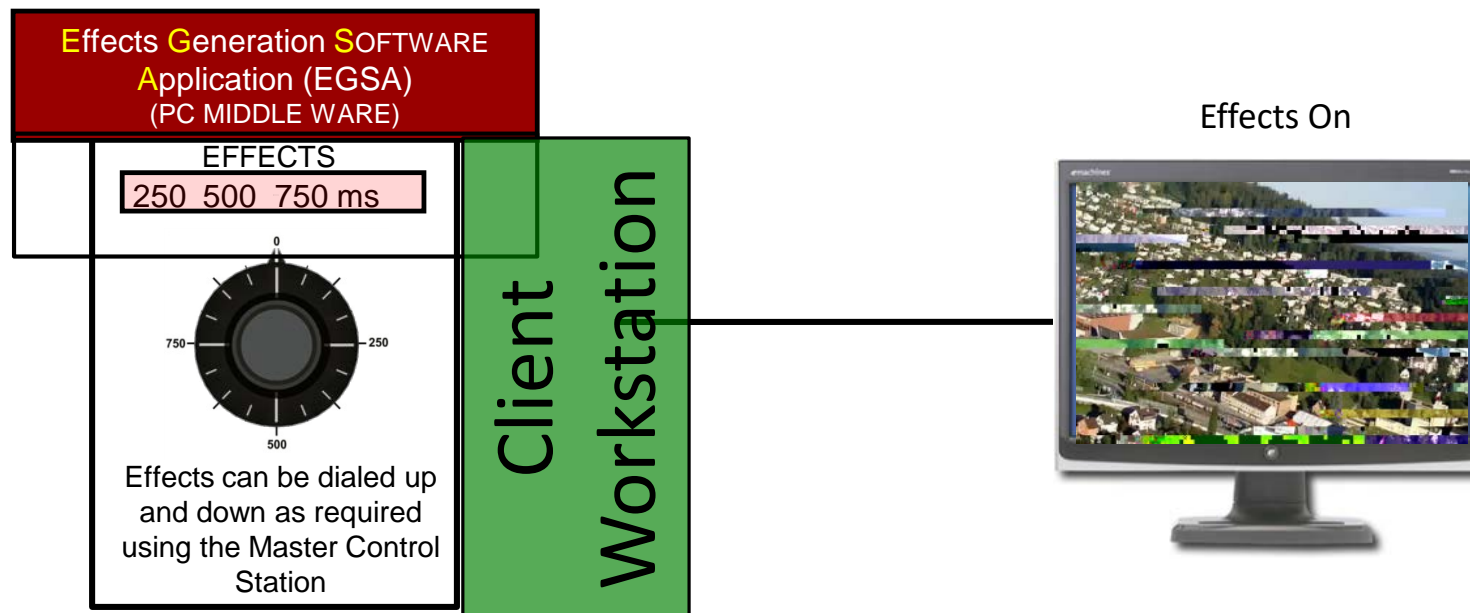 Effects Generation SOFTWARE
Application (EGSA)
(PC MIDDLE WARE)
EFFECTS
250 500 750 ms
0
750
250
500
Effects can be dialed up
and down as required
using the Master Control
Station
Client
Workstation
Effects On
emachines